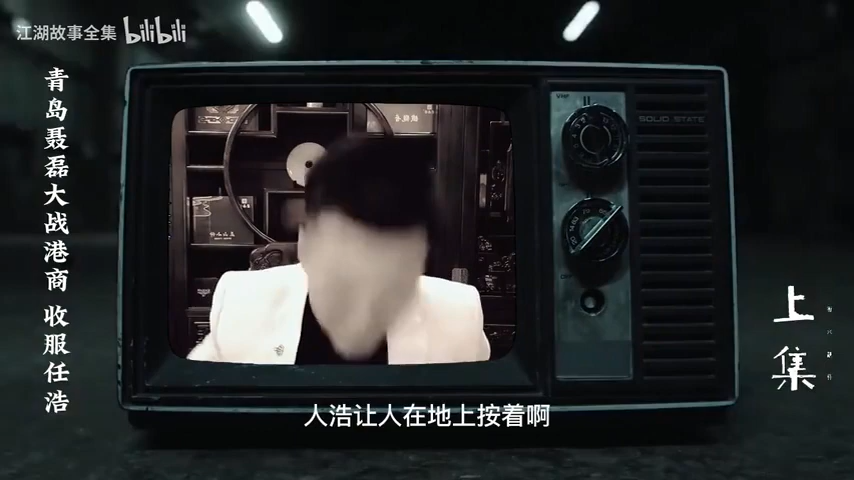 江湖故事全集 bilibili
青岛聂磊大战港商 收服任浩
SOLID STATE
上集
人浩让人在地上按着啊